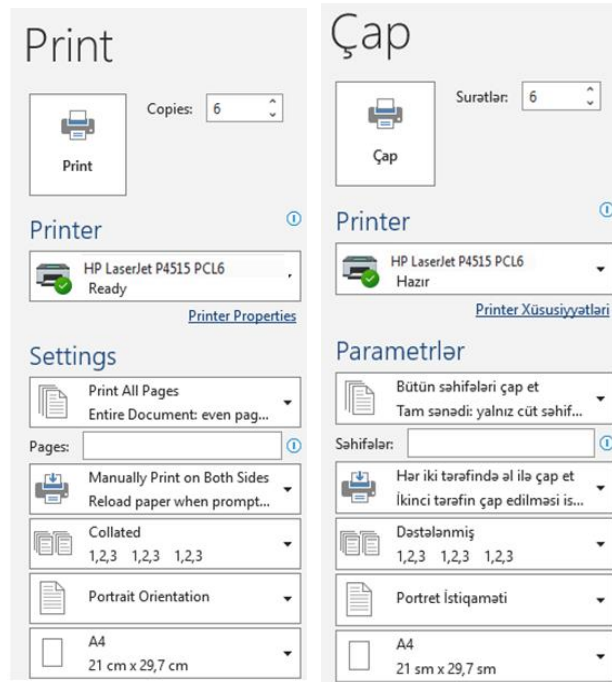 Print
Copies: 6
Print
Printer
HP LaserJet P4515 PCL6
Ready
Printer Properties
Settings
Print All Pages
Entire Document: even pag...
Pages:
Manually Print on Both Sides
Reload paper when prompt...
Collated
1,2,3 1,2,3 1,2,3
Portrait Orientation
A4
21 cm x 29,7 cm
Çap
Surətlər: 6
Çap
Printer
HP LaserJet P4515 PCL6
Hazır
Printer Xüsusiyyətləri
Parametrlər
Bütün səhifələri çap et
Tam sənədi: yalnız cüt səhif...
Səhifələr:
Hər iki tərəfində əl ilə çap et
İkinci tərəfin çap edilməsi is...
Dəstələnmiş
1,2,3 1,2,3 1,2,3
Portret İstiqaməti
A4
21 sm x 29,7 sm